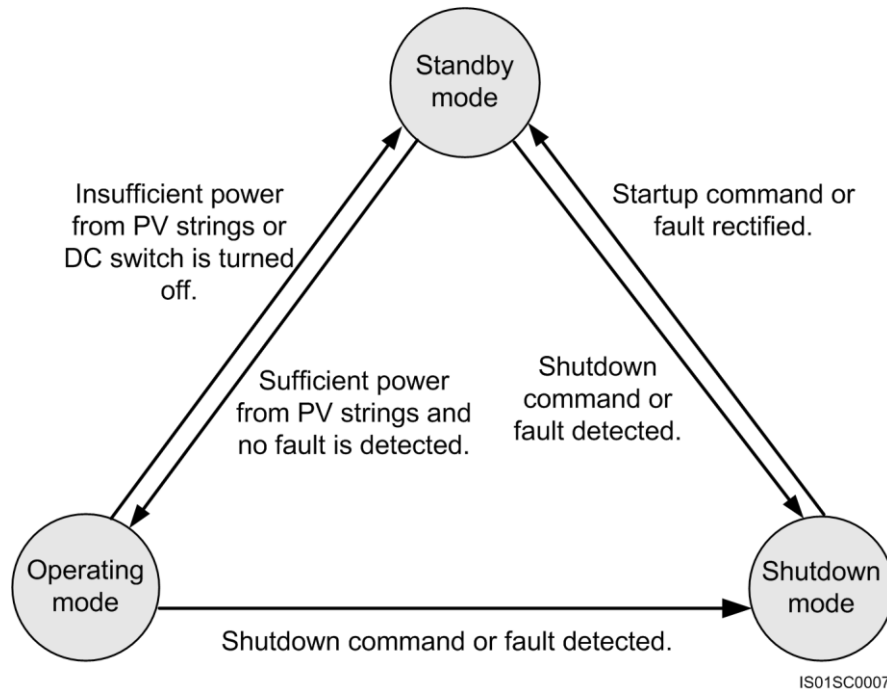 Standby
mode
Insufficient power
from PV strings or
DC switch is turned
off.
Startup command or
fault rectified.
Sufficient power
from PV strings and
no fault is detected.
Shutdown
command or
fault detected.
Operating
mode
Shutdown
mode
Shutdown command or fault detected.
IS01SC0007